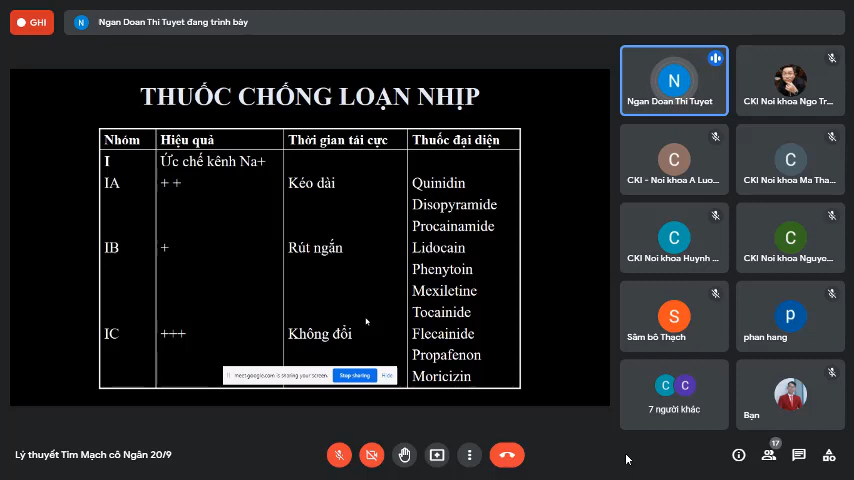 GHI
N
Ngan Doan Thi Tuyet đang trình bày
THUỐC CHỐNG LOẠN NHỊP
Nhóm Hiệu quả Thời gian tái cực Thuốc đại diện
I Ức chế kênh Na+
IA + + Kéo dài Quinidin
Disopyramide
Procainamide
IB + Rút ngắn Lidocain
Phenytoin
Mexiletine
Tocainide
IC +++ Không đổi Flecainide
Propafenon
Moricizin
meet.google.com is sharing your screen. Stop sharing Hide
N
Ngan Doan Thi Tuyet
CKI Noi khoa Ngo Tr...
C
CKI - Noi khoa A Luo...
C
CKI Noi khoa Ma Tha...
C
CKI Noi khoa Huynh ...
C
CKI Noi khoa Nguye...
S
Sâm bô Thạch
p
phan hang
C C
7 người khác
Bạn
Lý thuyết Tim Mạch cô Ngân 20/9
17